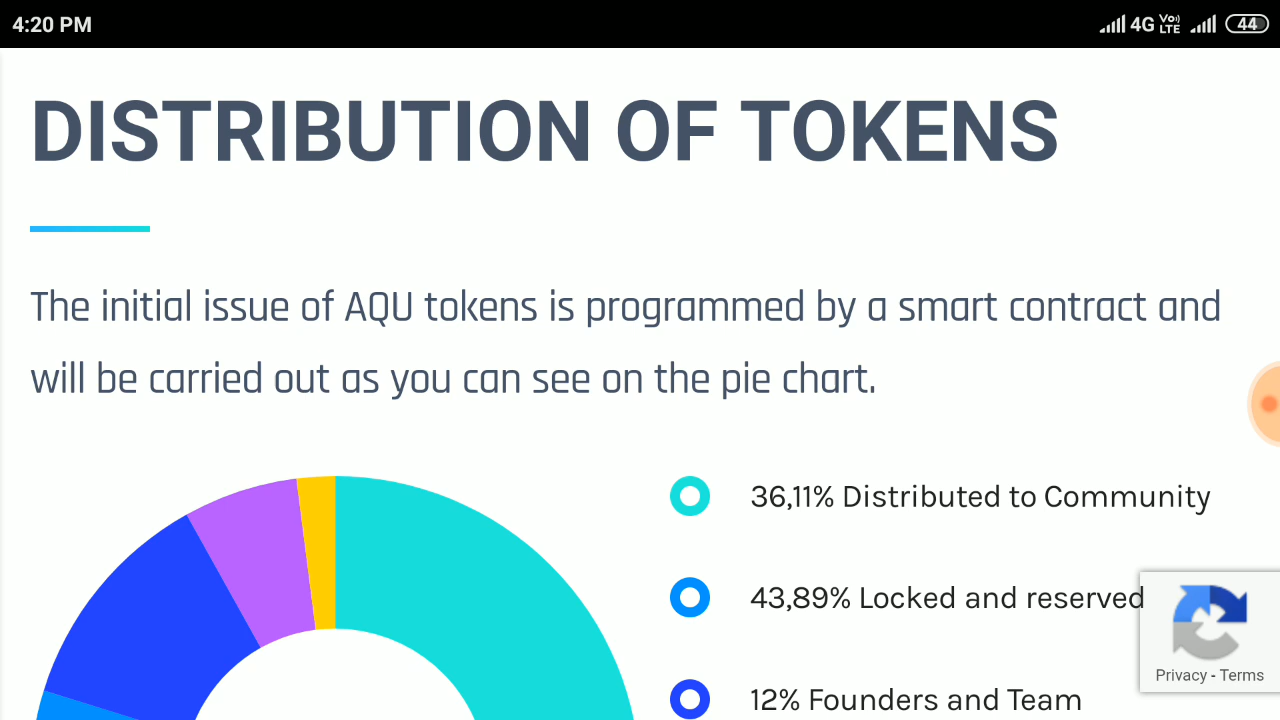 4:20 PM
4G Vo) LTE 44
DISTRIBUTION OF TOKENS
The initial issue of AQU tokens is programmed by a smart contract and
will be carried out as you can see on the pie chart.
36,11% Distributed to Community
43,89% Locked and reserved
12% Founders and Team
Privacy - Terms